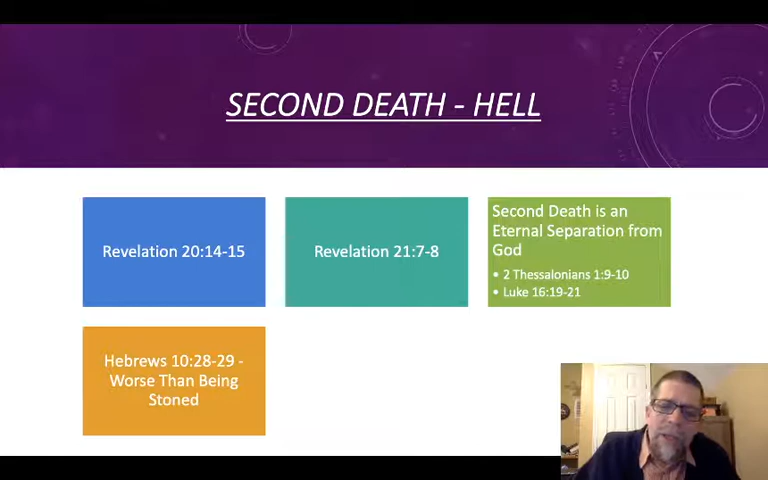 SECOND DEATH - HELL
Revelation 20:14-15
Revelation 21:7-8
Second Death is an
Eternal Separation from
God
• 2 Thessalonians 1:9-10
• Luke 16:19-21
Hebrews 10:28-29 -
Worse Than Being
Stoned